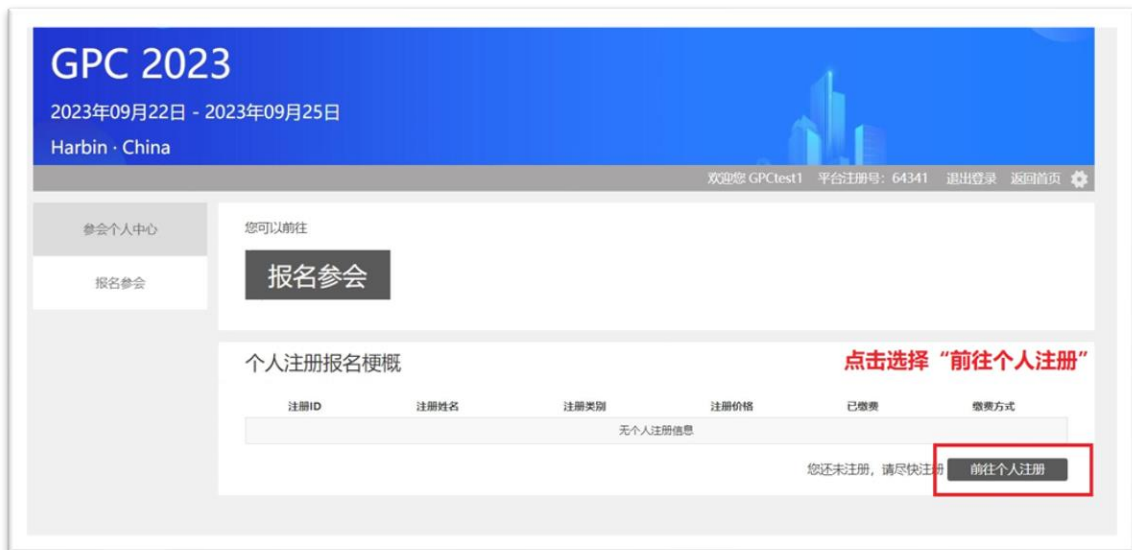 GPC 2023
2023年09月22日 - 2023年09月25日
Harbin · China
欢迎您 GPCtest1 平台注册号：64341 退出登录 返回首页
参会个人中心
报名参会
您可以前往
报名参会
个人注册报名梗概
点击选择“前往个人注册”
注册ID 注册姓名 注册类别 注册价格 已缴费 缴费方式
无个人注册信息
您还未注册，请尽快注册 前往个人注册